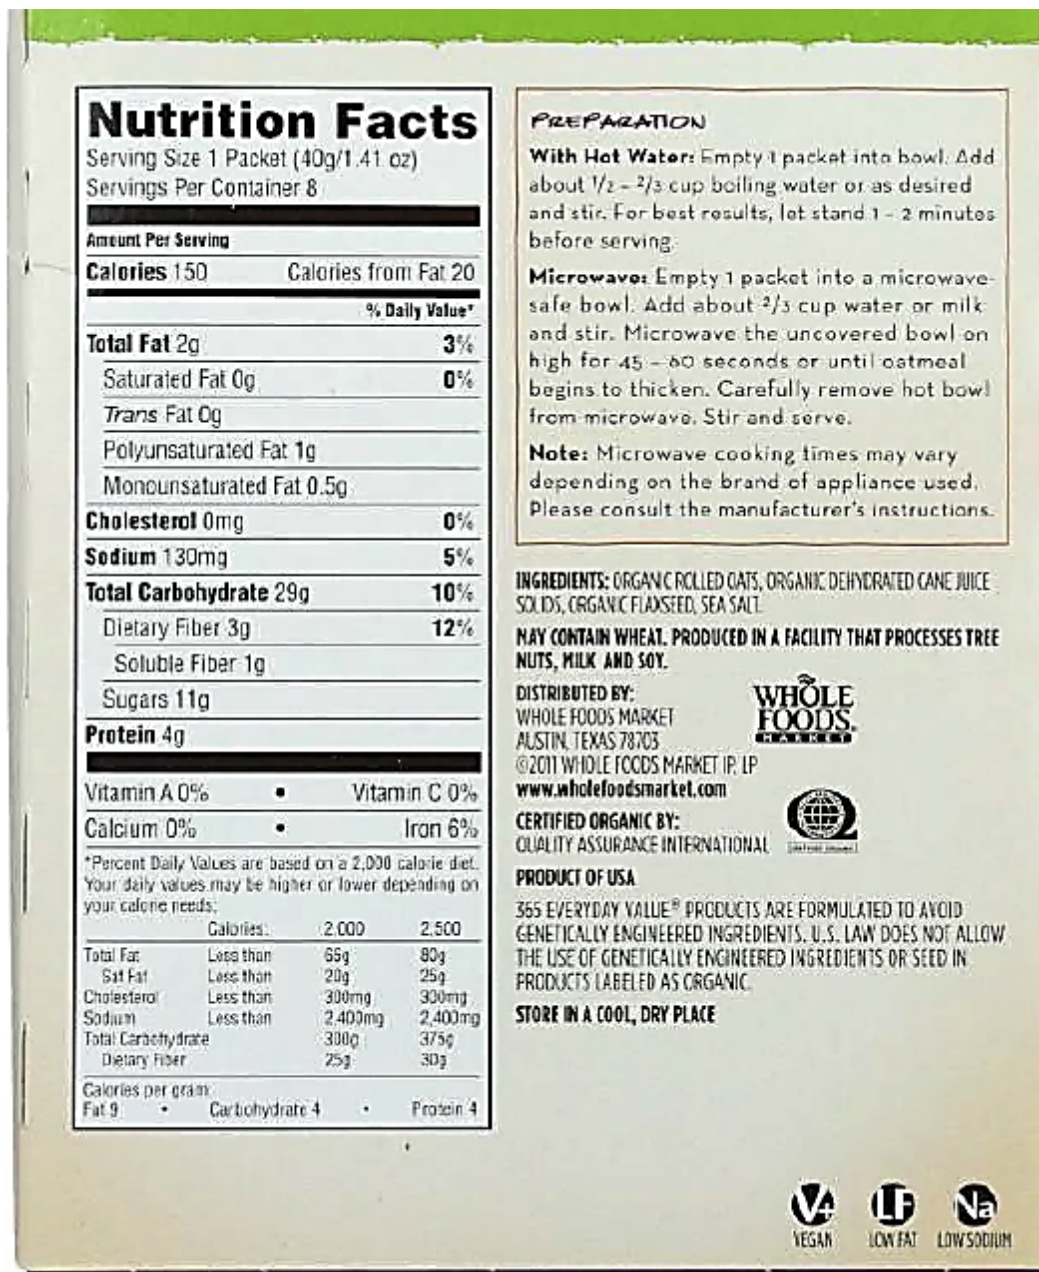 Nutrition Facts
Serving Size 1 Packet (40g/1.41 oz)
Servings Per Container 8
Amount Per Serving
Calories 150 Calories from Fat 20
% Daily Value*
Total Fat 2g 3%
Saturated Fat 0g 0%
Trans Fat 0g
Polyunsaturated Fat 1g
Monounsaturated Fat 0.5g
Cholesterol 0mg 0%
Sodium 130mg 5%
Total Carbohydrate 29g 10%
Dietary Fiber 3g 12%
Soluble Fiber 1g
Sugars 11g
Protein 4g
Vitamin A 0% • Vitamin C 0%
Calcium 0% • Iron 6%
*Percent Daily Values are based on a 2,000 calorie diet.
Your daily values may be higher or lower depending on
your calorie needs:
Calories: 2,000 2,500
Total Fat Less than 65g 80g
Sat Fat Less than 20g 25g
Cholesterol Less than 300mg 300mg
Sodium Less than 2,400mg 2,400mg
Total Carbohydrate 300g 375g
Dietary Fiber 25g 30g
Calories per gram:
Fat 9 • Carbohydrate 4 • Protein 4
PREPARATION
With Hot Water: Empty 1 packet into bowl. Add
about 1/2 - 2/3 cup boiling water or as desired
and stir. For best results, let stand 1 - 2 minutes
before serving.
Microwave: Empty 1 packet into a microwave-
safe bowl. Add about 2/3 cup water or milk
and stir. Microwave the uncovered bowl on
high for 45 - 60 seconds or until oatmeal
begins to thicken. Carefully remove hot bowl
from microwave. Stir and serve.
Note: Microwave cooking times may vary
depending on the brand of appliance used.
Please consult the manufacturer's instructions.
INGREDIENTS: ORGANIC ROLLED OATS, ORGANIC DEHYDRATED CANE JUICE
SOLIDS, ORGANIC FLAXSEED, SEA SALT.
MAY CONTAIN WHEAT. PRODUCED IN A FACILITY THAT PROCESSES TREE
NUTS, MILK AND SOY.
DISTRIBUTED BY:
WHOLE FOODS MARKET
AUSTIN, TEXAS 78703
©2011 WHOLE FOODS MARKET IP, LP
www.wholefoodsmarket.com
WHOLE
FOODS®
MARKET
CERTIFIED ORGANIC BY:
QUALITY ASSURANCE INTERNATIONAL
PRODUCT OF USA
365 EVERYDAY VALUE® PRODUCTS ARE FORMULATED TO AVOID
GENETICALLY ENGINEERED INGREDIENTS. U.S. LAW DOES NOT ALLOW
THE USE OF GENETICALLY ENGINEERED INGREDIENTS OR SEED IN
PRODUCTS LABELED AS ORGANIC.
STORE IN A COOL, DRY PLACE
V+ LF Na
VEGAN LOW FAT LOW SODIUM